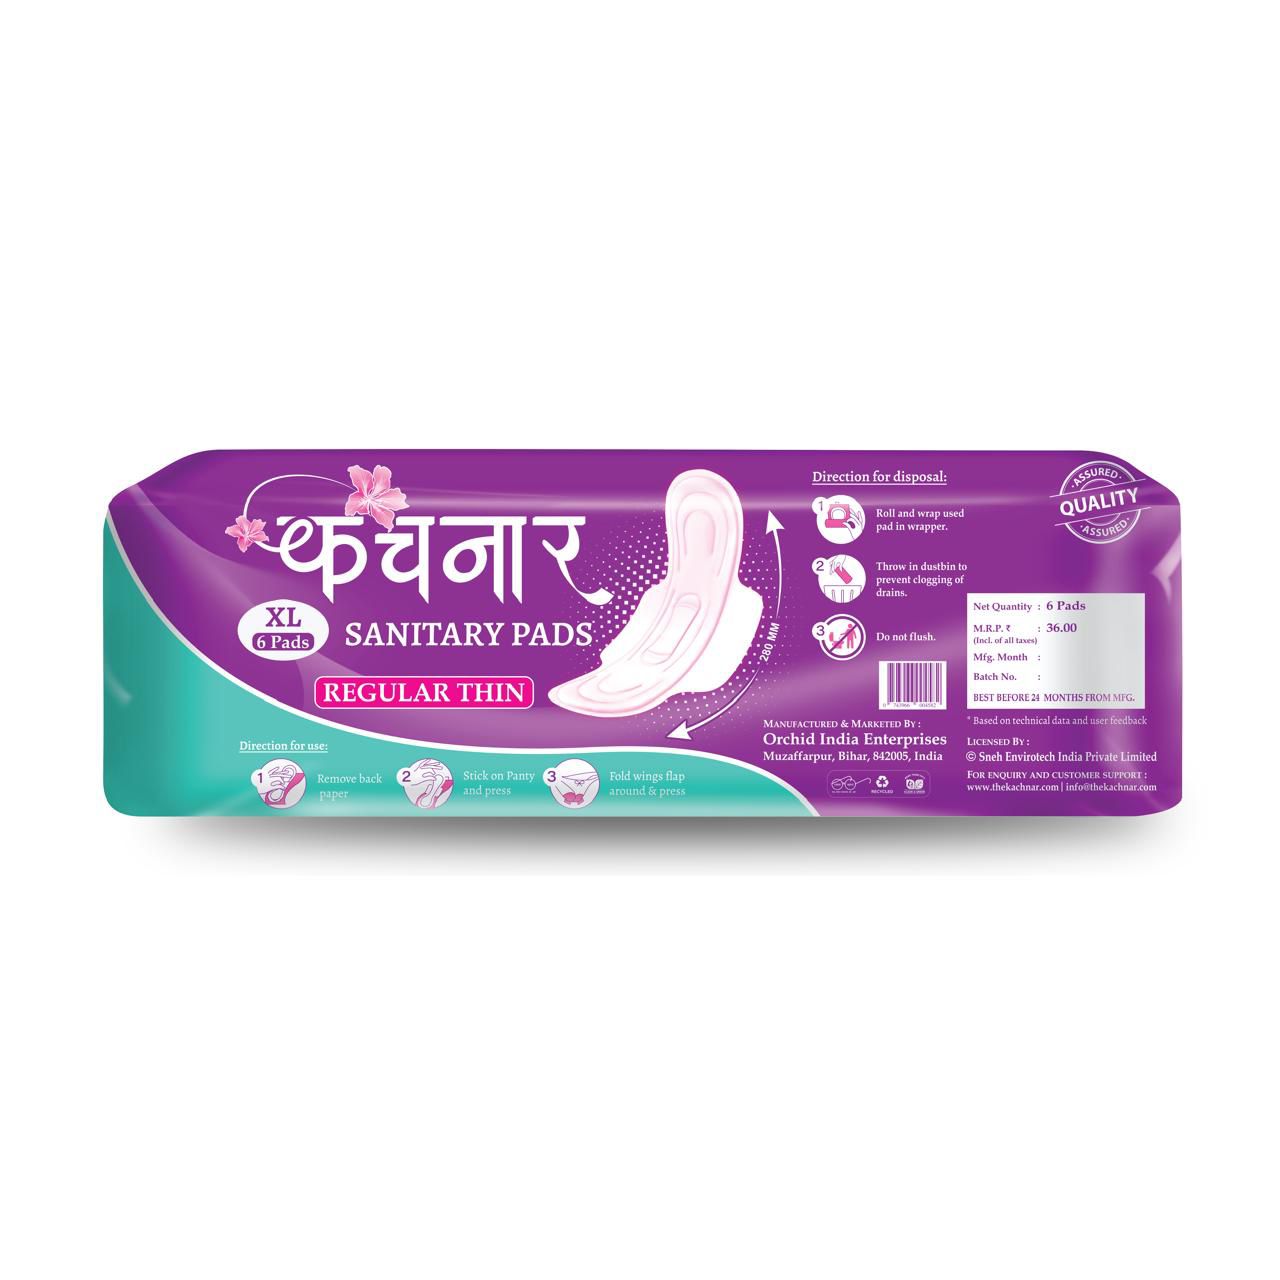 कचनार
XL
6 Pads
SANITARY PADS
REGULAR THIN
Direction for use:
1
Remove back
paper
2
Stick on Panty
and press
3
Fold wings flap
around & press
280 MM
Direction for disposal:
1
Roll and wrap used
pad in wrapper.
2
Throw in dustbin to
prevent clogging of
drains.
3
Do not flush.
MANUFACTURED & MARKETED BY :
Orchid India Enterprises
Muzaffarpur, Bihar, 842005, India
RECYCLED
·ASSURED·
QUALITY
·ASSURED·
Net Quantity : 6 Pads
M.R.P. ₹ : 36.00
(Incl. of all taxes)
Mfg. Month :
Batch No. :
BEST BEFORE 24 MONTHS FROM MFG.
* Based on technical data and user feedback
LICENSED BY :
© Sneh Envirotech India Private Limited
FOR ENQUIRY AND CUSTOMER SUPPORT :
www.thekachnar.com | info@thekachnar.com